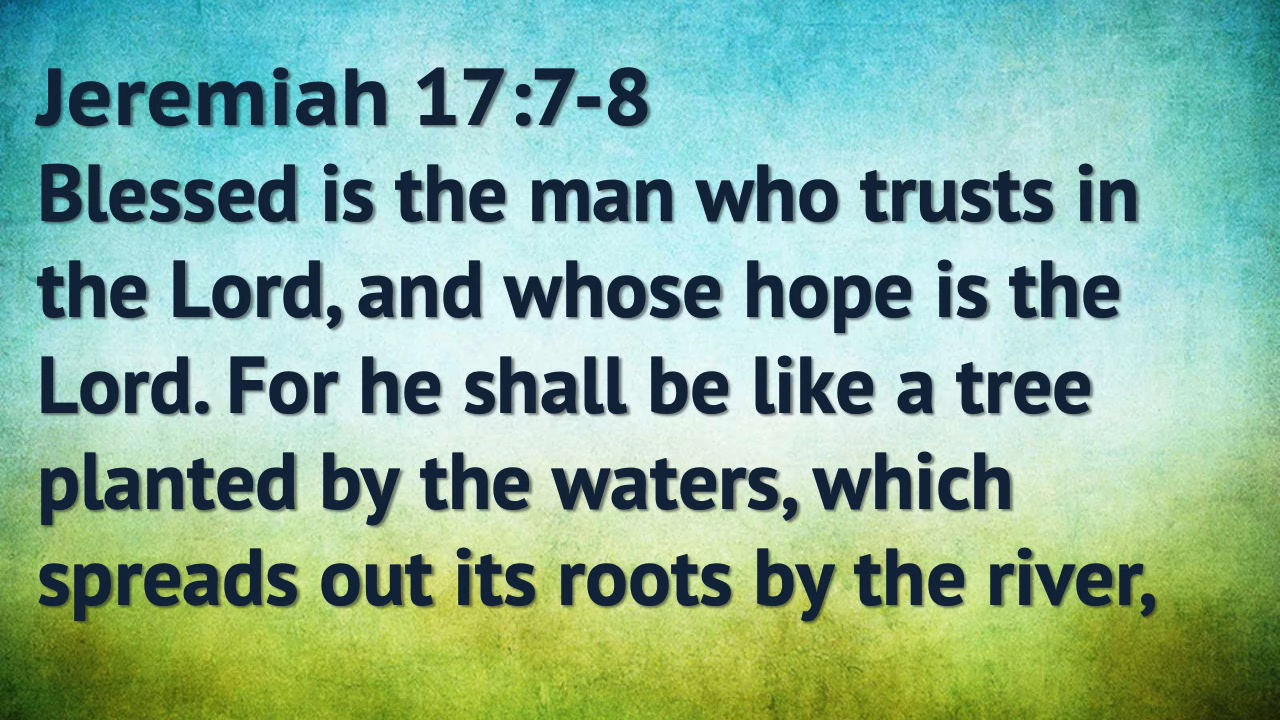 Jeremiah 17:7-8
Blessed is the man who trusts in
the Lord, and whose hope is the
Lord. For he shall be like a tree
planted by the waters, which
spreads out its roots by the river,